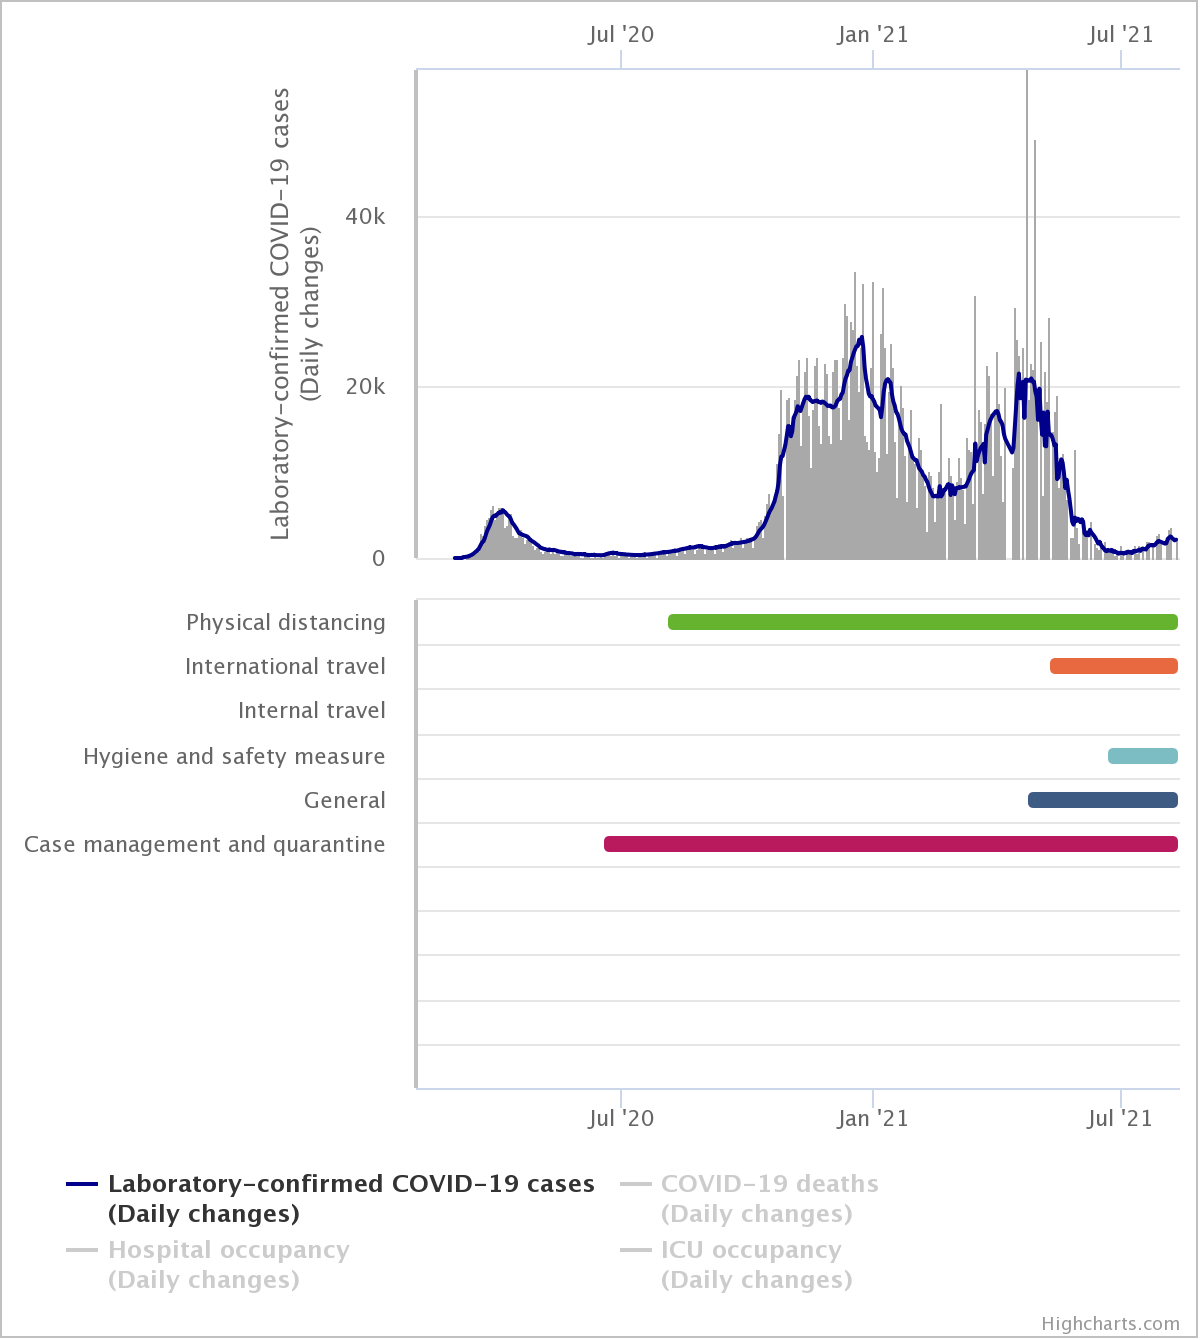 Jul '20
Jan '21
Jul '21
Laboratory-confirmed COVID-19 cases
(Daily changes)
40k
20k
0
Physical distancing
International travel
Internal travel
Hygiene and safety measure
General
Case management and quarantine
Jul '20
Jan '21
Jul '21
Laboratory-confirmed COVID-19 cases
(Daily changes)
COVID-19 deaths
(Daily changes)
Hospital occupancy
(Daily changes)
ICU occupancy
(Daily changes)
Highcharts.com